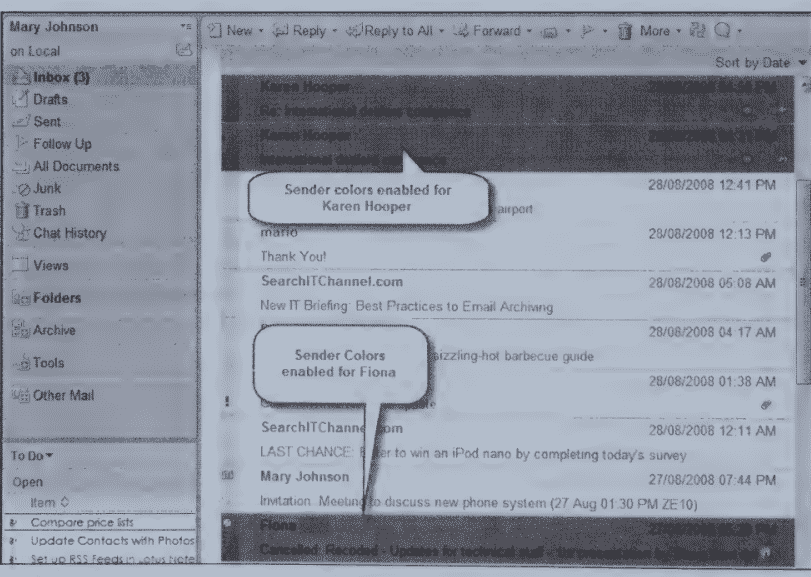 Mary Johnson
on Local
Inbox (3)
Drafts
Sent
Follow Up
All Documents
Junk
Trash
Chat History
Views
Folders
Archive
Tools
Other Mail
To Do
Open
Item
Compare price lists
Update Contacts with Photos
Set up RSS Feeds in Lotus Note
New Reply Reply to All Forward More
Sort by Date
Karen Hooper
Re: International dealers conference
Karen Hooper
International dealers conference
Sender colors enabled for
Karen Hooper
28/08/2008 12:41 PM
airport
mario 28/08/2008 12:13 PM
Thank You!
SearchITChannel.com 28/08/2008 05:08 AM
New IT Briefing: Best Practices to Email Archiving
28/08/2008 04:17 AM
Sender Colors
enabled for Fiona
sizzling-hot barbecue guide
28/08/2008 01:38 AM
SearchITChanne om 28/08/2008 12:11 AM
LAST CHANCE: E er to win an iPod nano by completing today's survey
Mary Johnson 27/08/2008 07:44 PM
Invitation: Meeting to discuss new phone system (27 Aug 01:30 PM ZE10)
Fiona
Cancelled: Recoded - Updates for technical staff